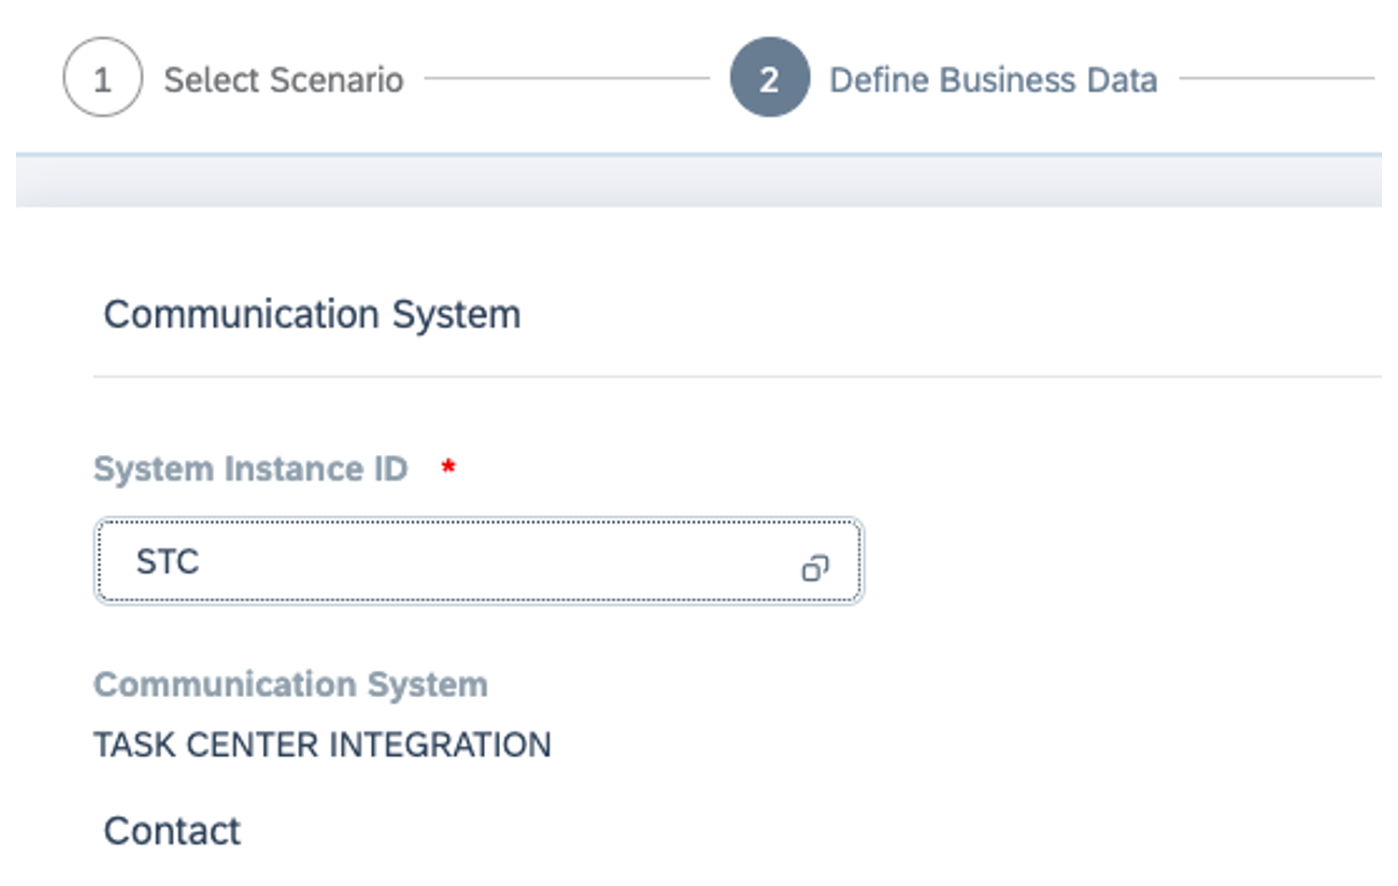 1 Select Scenario 2 Define Business Data
Communication System
System Instance ID *
STC
Communication System
TASK CENTER INTEGRATION
Contact